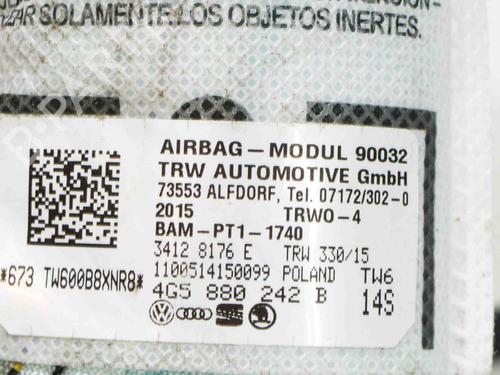 SOLAMENTE LOS OBJETOS INERTES.
AIRBAG – MODUL 90032
TRW AUTOMOTIVE GmbH
73553 ALFDORF, Tel. 07172/302-0
2015 TRWO-4
BAM-PT1-1740
3412 8176 E TRW 330/15
*673 TW600B8XNR8* 1100514150099 POLAND TW6
4G5 880 242 B 14S